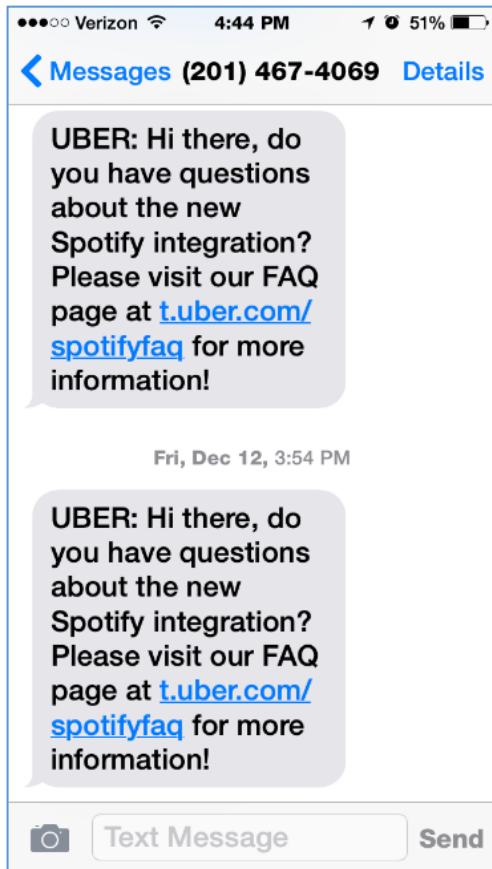 Verizon 4:44 PM 51%
Messages (201) 467-4069 Details
UBER: Hi there, do
you have questions
about the new
Spotify integration?
Please visit our FAQ
page at t.uber.com/
spotifyfaq for more
information!
Fri, Dec 12, 3:54 PM
UBER: Hi there, do
you have questions
about the new
Spotify integration?
Please visit our FAQ
page at t.uber.com/
spotifyfaq for more
information!
Text Message Send